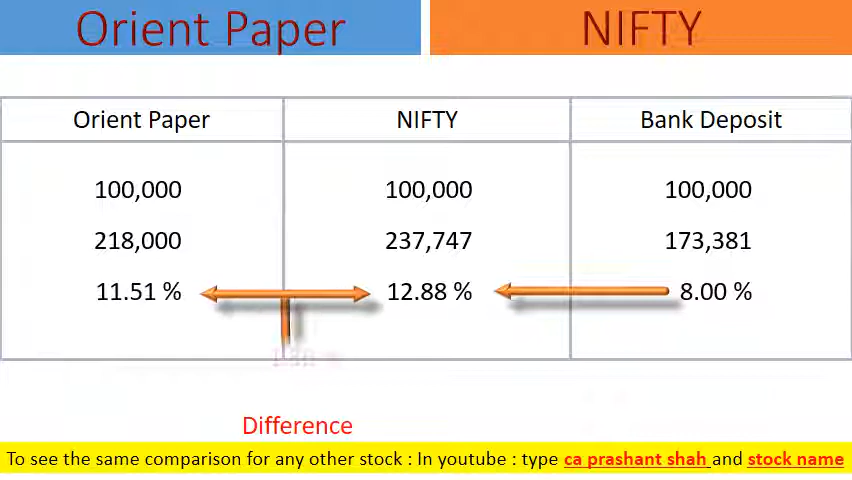 Orient Paper NIFTY
Orient Paper NIFTY Bank Deposit
100,000 100,000 100,000
218,000 237,747 173,381
11.51 % 12.88 % 8.00 %
Difference
To see the same comparison for any other stock : In youtube : type ca prashant shah and stock name